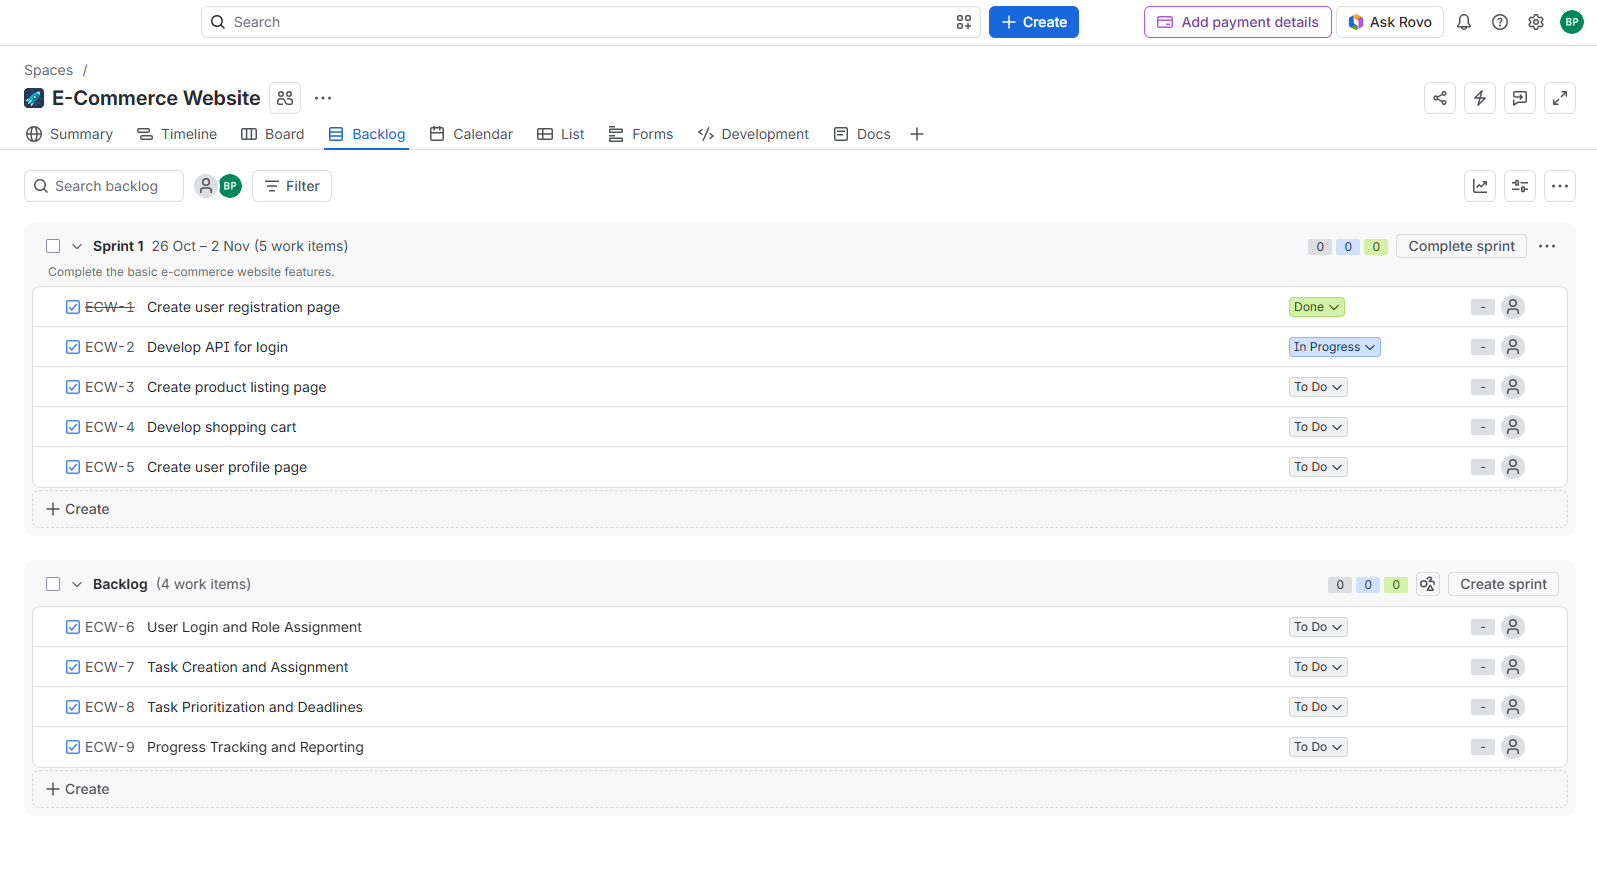 Search
Create
Add payment details
Ask Rovo
BP
Spaces /
E-Commerce Website
Summary
Timeline
Board
Backlog
Calendar
List
Forms
Development
Docs
Search backlog
BP
Filter
Sprint 1 26 Oct – 2 Nov (5 work items)
0 0 0
Complete sprint
Complete the basic e-commerce website features.
ECW-1 Create user registration page Done -
ECW-2 Develop API for login In Progress -
ECW-3 Create product listing page To Do -
ECW-4 Develop shopping cart To Do -
ECW-5 Create user profile page To Do -
Create
Backlog (4 work items)
0 0 0
Create sprint
ECW-6 User Login and Role Assignment To Do -
ECW-7 Task Creation and Assignment To Do -
ECW-8 Task Prioritization and Deadlines To Do -
ECW-9 Progress Tracking and Reporting To Do -
Create